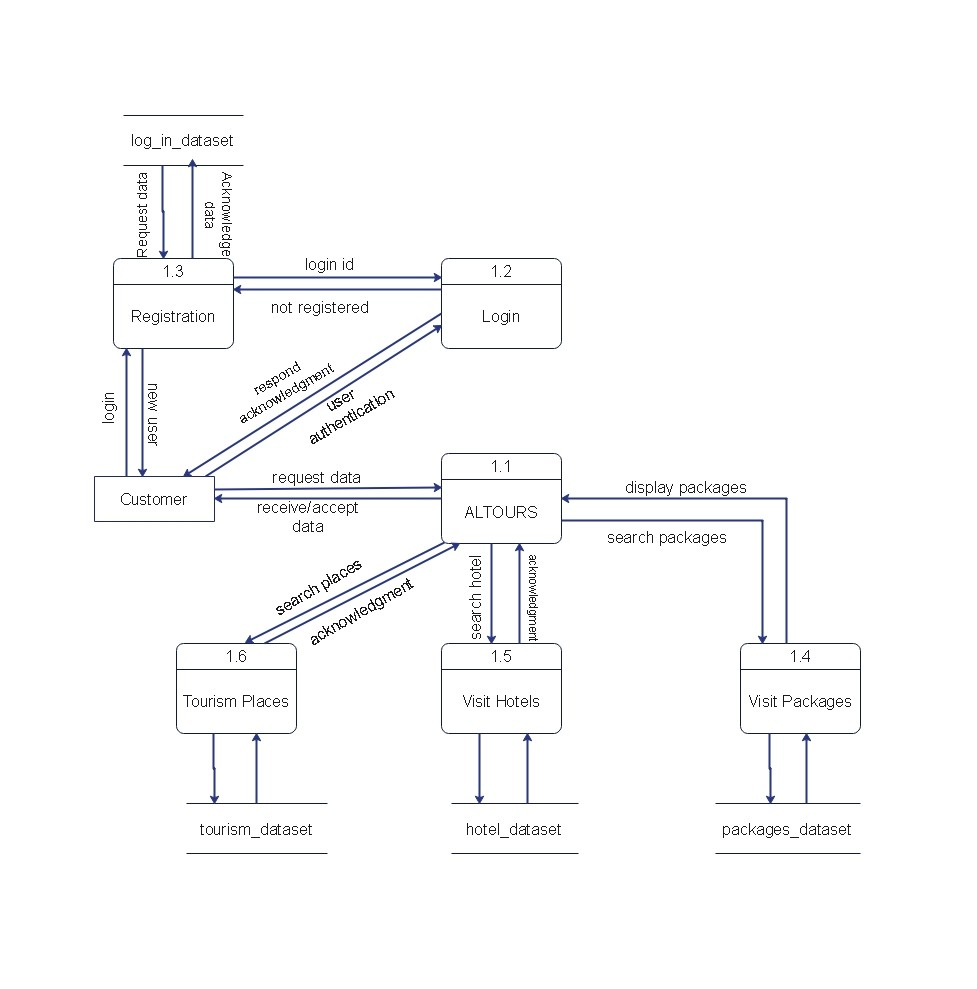 log_in_dataset
Request data
Acknowledge
data
1.3
Registration
login id
not registered
1.2
Login
respond
acknowledgment
user
authentication
login
new user
Customer
request data
receive/accept
data
1.1
ALTOURS
display packages
search packages
search places
acknowledgment
search hotel
acknowledgment
1.6
Tourism Places
1.5
Visit Hotels
1.4
Visit Packages
tourism_dataset
hotel_dataset
packages_dataset